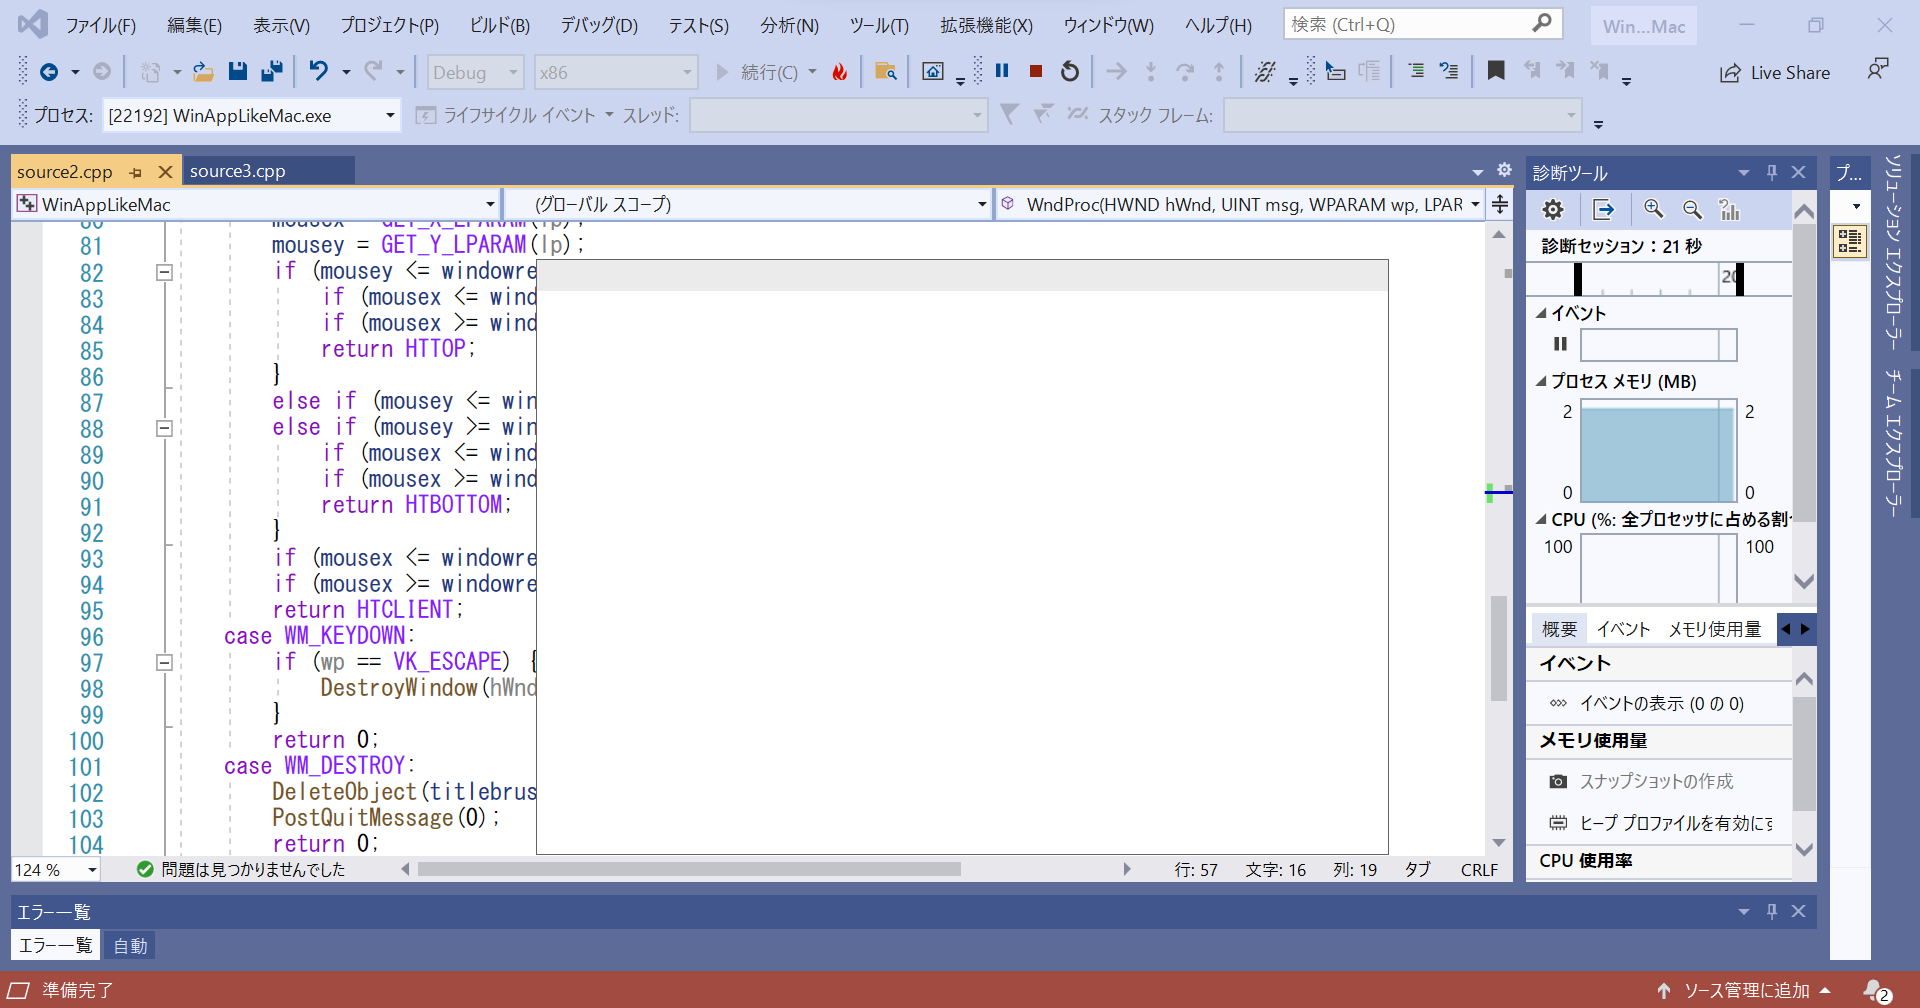 ファイル(F) 編集(E) 表示(V) プロジェクト(P) ビルド(B) デバッグ(D) テスト(S) 分析(N) ツール(T) 拡張機能(X) ウィンドウ(W) ヘルプ(H) 検索 (Ctrl+Q) Win...Mac
Debug x86 続行(C) Live Share
プロセス: [22192] WinAppLikeMac.exe ライフサイクル イベント スレッド: スタック フレーム:
source2.cpp source3.cpp
WinAppLikeMac (グローバル スコープ) WndProc(HWND hWnd, UINT msg, WPARAM wp, LPAR
80 mousex = GET_X_LPARAM(lp);
81 mousey = GET_Y_LPARAM(lp);
82 if (mousey <= windowre
83 if (mousex <= wind
84 if (mousex >= wind
85 return HTTOP;
86 }
87 else if (mousey <= win
88 else if (mousey >= win
89 if (mousex <= wind
90 if (mousex >= wind
91 return HTBOTTOM;
92 }
93 if (mousex <= windowre
94 if (mousex >= windowre
95 return HTCLIENT;
96 case WM_KEYDOWN:
97 if (wp == VK_ESCAPE) {
98 DestroyWindow(hWnd
99 }
100 return 0;
101 case WM_DESTROY:
102 DeleteObject(titlebrus
103 PostQuitMessage(0);
104 return 0;
124 % 問題は見つかりませんでした 行: 57 文字: 16 列: 19 タブ CRLF
診断ツール
診断セッション：21 秒
20
イベント
プロセス メモリ (MB)
2 2
0 0
CPU (%: 全プロセッサに占める割
100 100
概要 イベント メモリ使用量
イベント
イベントの表示 (0 の 0)
メモリ使用量
スナップショットの作成
ヒープ プロファイルを有効にす
CPU 使用率
プ...
ソリューション エクスプローラー
チーム エクスプローラー
エラー一覧
エラー一覧 自動
準備完了 ソース管理に追加 2